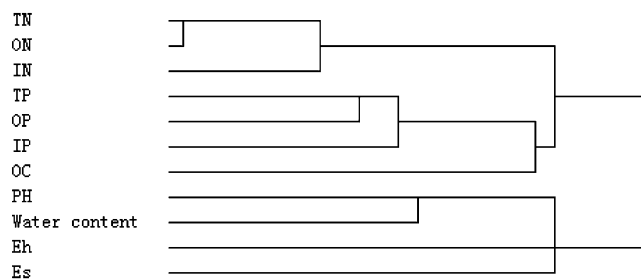 TN
ON
IN
TP
OP
IP
OC
PH
Water content
Eh
Es